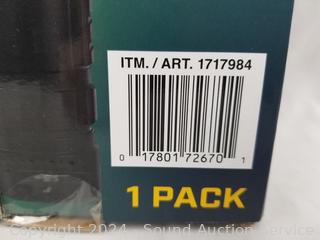 ITM. / ART. 1717984
0 17801 72670 1
1 PACK
Copyright 2024 - Sound Auction Service